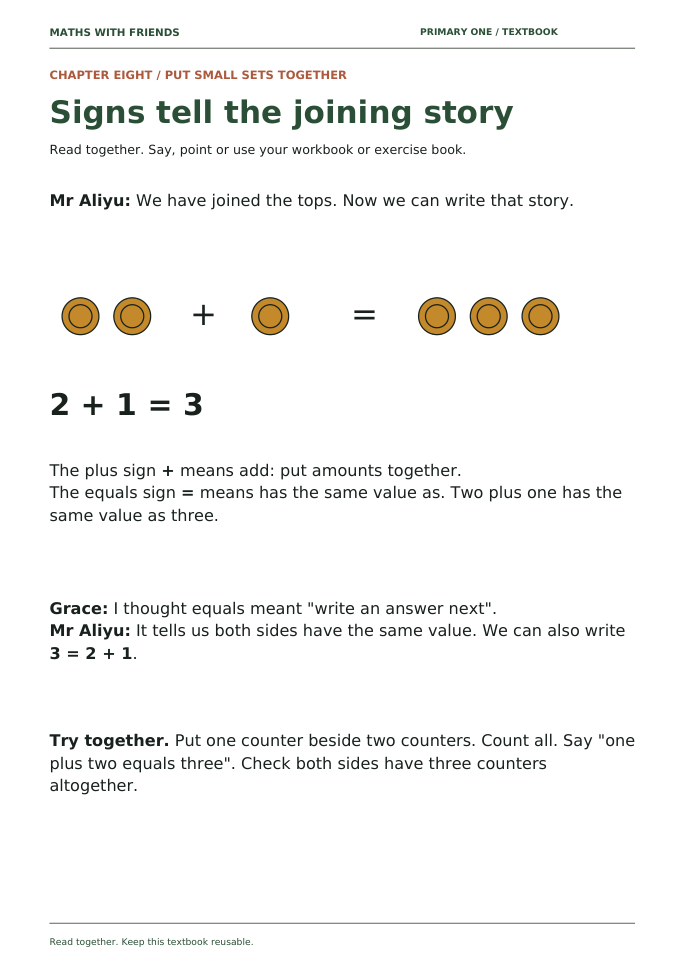 MATHS WITH FRIENDS
PRIMARY ONE / TEXTBOOK
CHAPTER EIGHT / PUT SMALL SETS TOGETHER
Signs tell the joining story
Read together. Say, point or use your workbook or exercise book.
Mr Aliyu: We have joined the tops. Now we can write that story.
+ =
2 + 1 = 3
The plus sign + means add: put amounts together.
The equals sign = means has the same value as. Two plus one has the
same value as three.
Grace: I thought equals meant "write an answer next".
Mr Aliyu: It tells us both sides have the same value. We can also write
3 = 2 + 1.
Try together. Put one counter beside two counters. Count all. Say "one
plus two equals three". Check both sides have three counters
altogether.
Read together. Keep this textbook reusable.